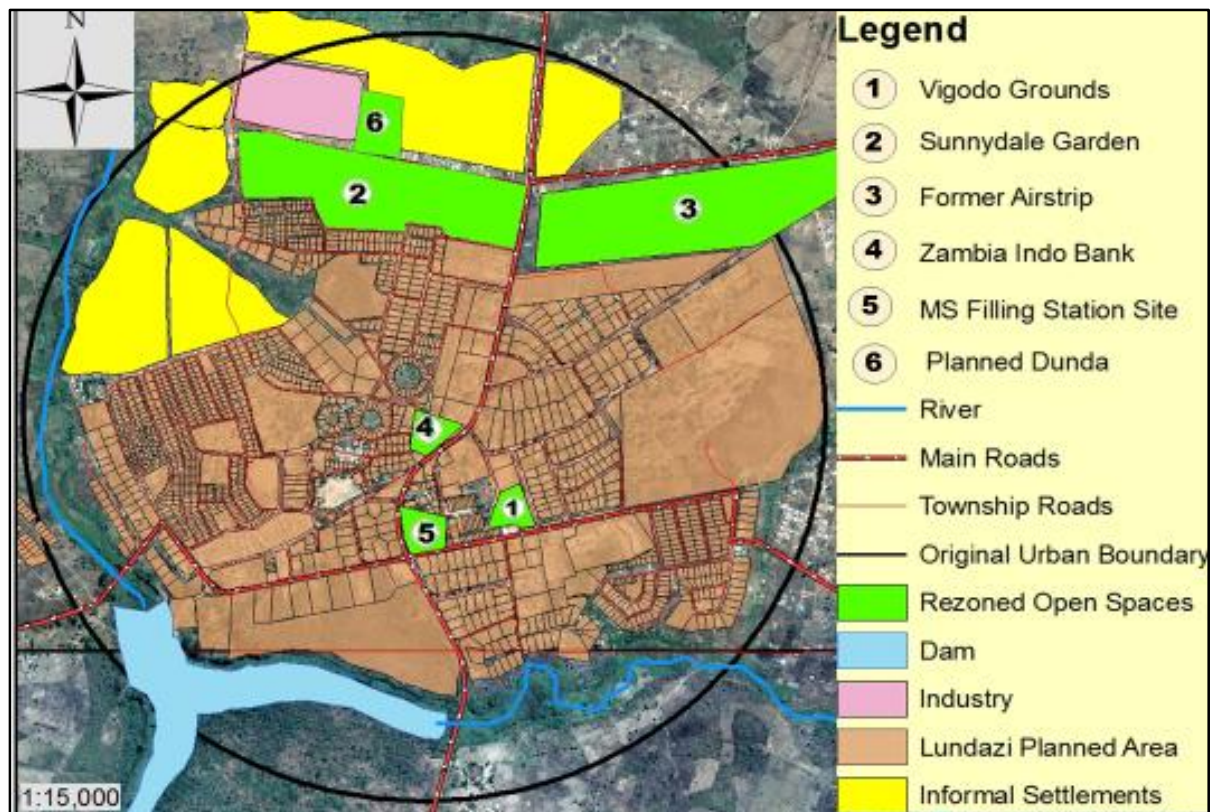 N
6
2
3
4
1
5
1:15,000
Legend
1 Vigodo Grounds
2 Sunnydale Garden
3 Former Airstrip
4 Zambia Indo Bank
5 MS Filling Station Site
6 Planned Dunda
River
Main Roads
Township Roads
Original Urban Boundary
Rezoned Open Spaces
Dam
Industry
Lundazi Planned Area
Informal Settlements